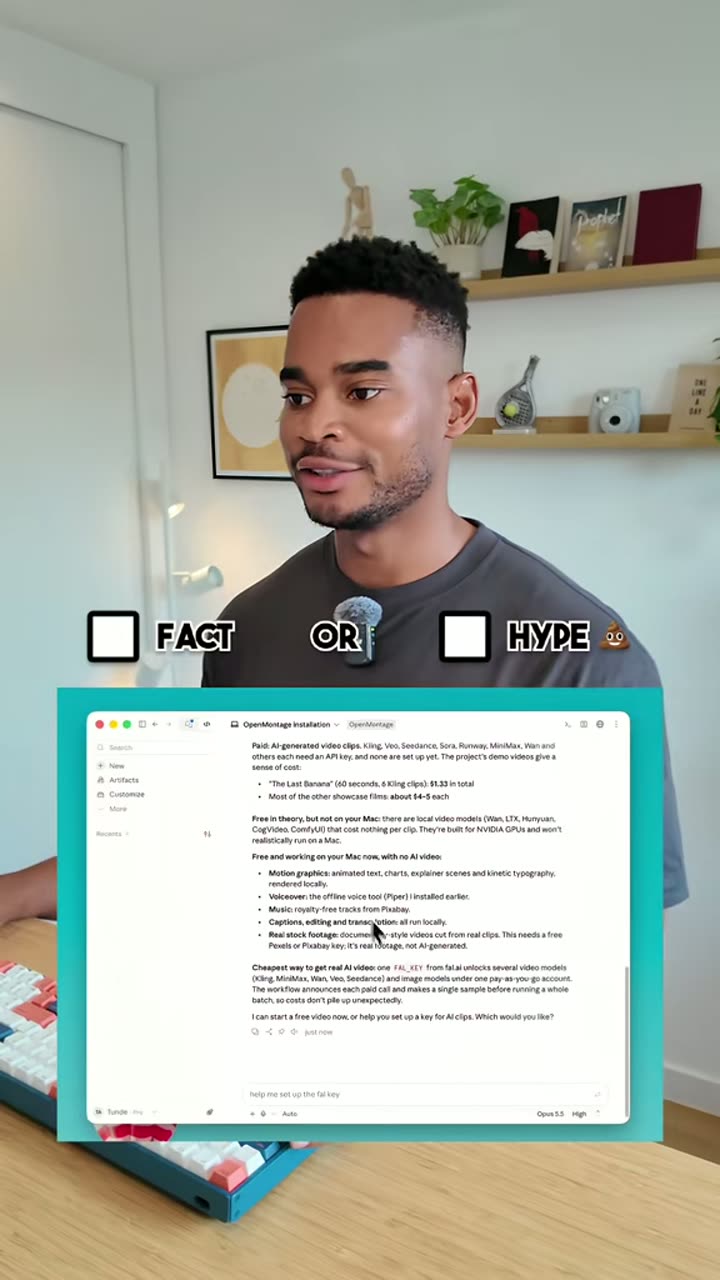 Prophet
ONE
LINE
A
DAY
FACT OR HYPE 💩
OpenMontage Installation
OpenMontage
Search
New
Artifacts
Customize
More
Recents
Paid: AI-generated video clips. Kling, Veo, Seedance, Sora, Runway, MiniMax, Wan and
others each need an API key, and none are set up yet. The project's demo videos give a
sense of cost:
• "The Last Banana" (60 seconds, 6 Kling clips): $1.33 in total
• Most of the other showcase films: about $4-5 each
Free in theory, but not on your Mac: there are local video models (Wan, LTX, Hunyuan,
CogVideo, ComfyUI) that cost nothing per clip. They're built for NVIDIA GPUs and won't
realistically run on a Mac.
Free and working on your Mac now, with no AI video:
• Motion graphics: animated text, charts, explainer scenes and kinetic typography,
rendered locally.
• Voiceover: the offline voice tool (Piper) I installed earlier.
• Music: royalty-free tracks from Pixabay.
• Captions, editing and transcription: all run locally.
• Real stock footage: -style videos cut from real clips. This needs a free
Pexels or Pixabay key; it's real footage, not AI-generated.
Cheapest way to get real AI video: one FAL_KEY from fal.ai unlocks several video models
(Kling, MiniMax, Wan, Veo, Seedance) and image models under one pay-as-you-go account.
The workflow announces each paid call and makes a single sample before running a whole
batch, so costs don't pile up unexpectedly.
I can start a free video now, or help you set up a key for AI clips. Which would you like?
just now
help me set up the fal key
TA Tunde · Pro
Auto
Opus 5.5 High